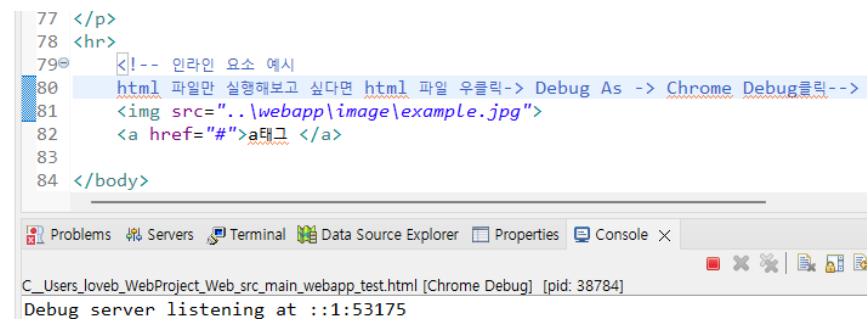 77 </p>
78 <hr>
79 <!-- 인라인 요소 예시
80 html 파일만 실행해보고 싶다면 html 파일 우클릭-> Debug As -> Chrome Debug클릭-->
81 <img src="..\webapp\image\example.jpg">
82 <a href="#">a태그 </a>
83
84 </body>
Problems Servers Terminal Data Source Explorer Properties Console
C__Users_loveb_WebProject_Web_src_main_webapp_test.html [Chrome Debug] [pid: 38784]
Debug server listening at ::1:53175